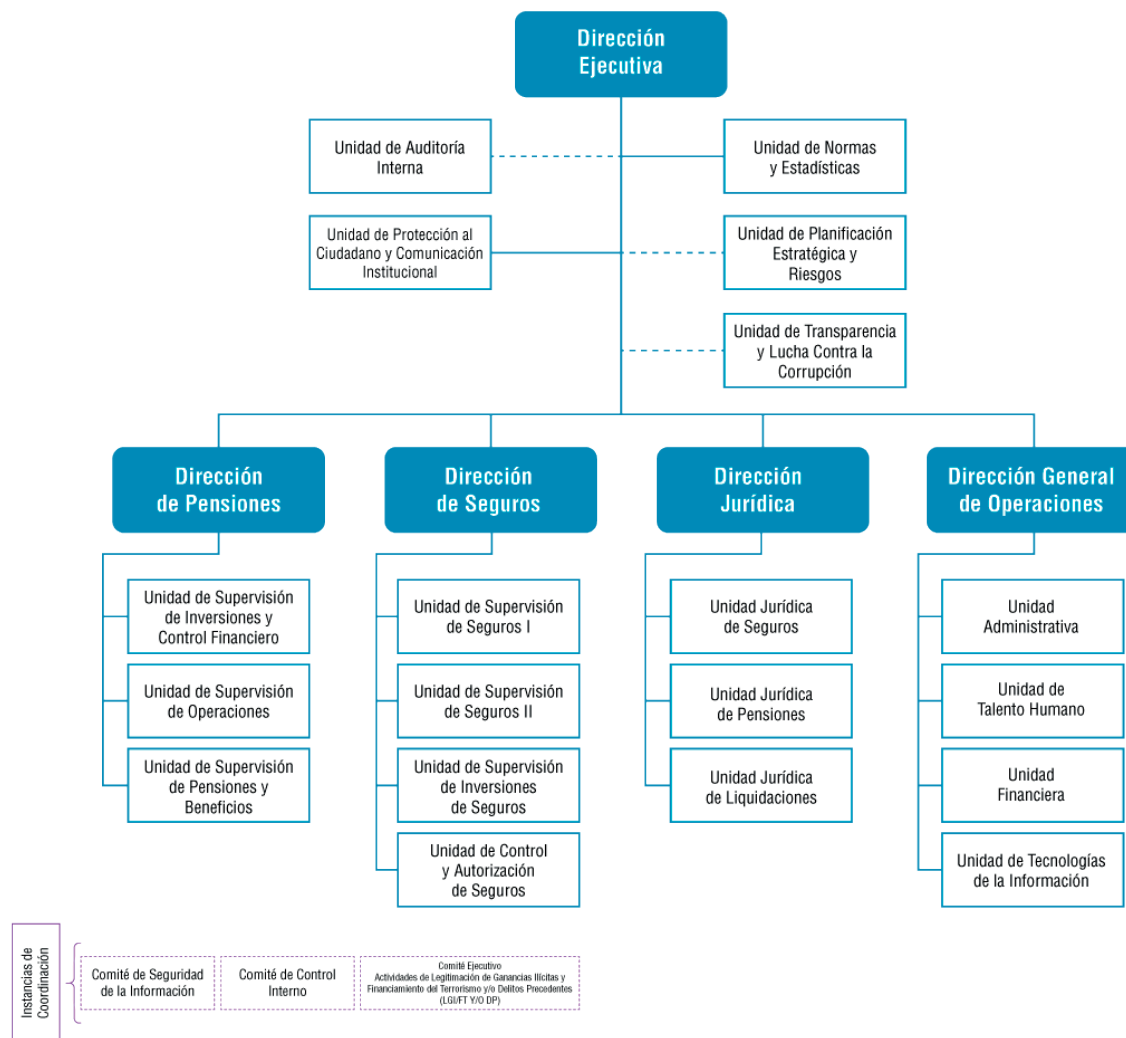 Dirección
Ejecutiva
Unidad de Auditoría
Interna
Unidad de Normas
y Estadísticas
Unidad de Protección al
Ciudadano y Comunicación
Institucional
Unidad de Planificación
Estratégica y
Riesgos
Unidad de Transparencia
y Lucha Contra la
Corrupción
Dirección
de Pensiones
Dirección
de Seguros
Dirección
Jurídica
Dirección General
de Operaciones
Unidad de Supervisión
de Inversiones y
Control Financiero
Unidad de Supervisión
de Operaciones
Unidad de Supervisión
de Pensiones y
Beneficios
Unidad de Supervisión
de Seguros I
Unidad de Supervisión
de Seguros II
Unidad de Supervisión
de Inversiones
de Seguros
Unidad de Control
y Autorización
de Seguros
Unidad Jurídica
de Seguros
Unidad Jurídica
de Pensiones
Unidad Jurídica
de Liquidaciones
Unidad
Administrativa
Unidad de
Talento Humano
Unidad
Financiera
Unidad de Tecnologías
de la Información
Instancias de
Coordinación
Comité de Seguridad
de la Información
Comité de Control
Interno
Comité Ejecutivo
Actividades de Legitimación de Ganancias Ilícitas y
Financiamiento del Terrorismo y/o Delitos Precedentes
(LGI/FT Y/O DP)